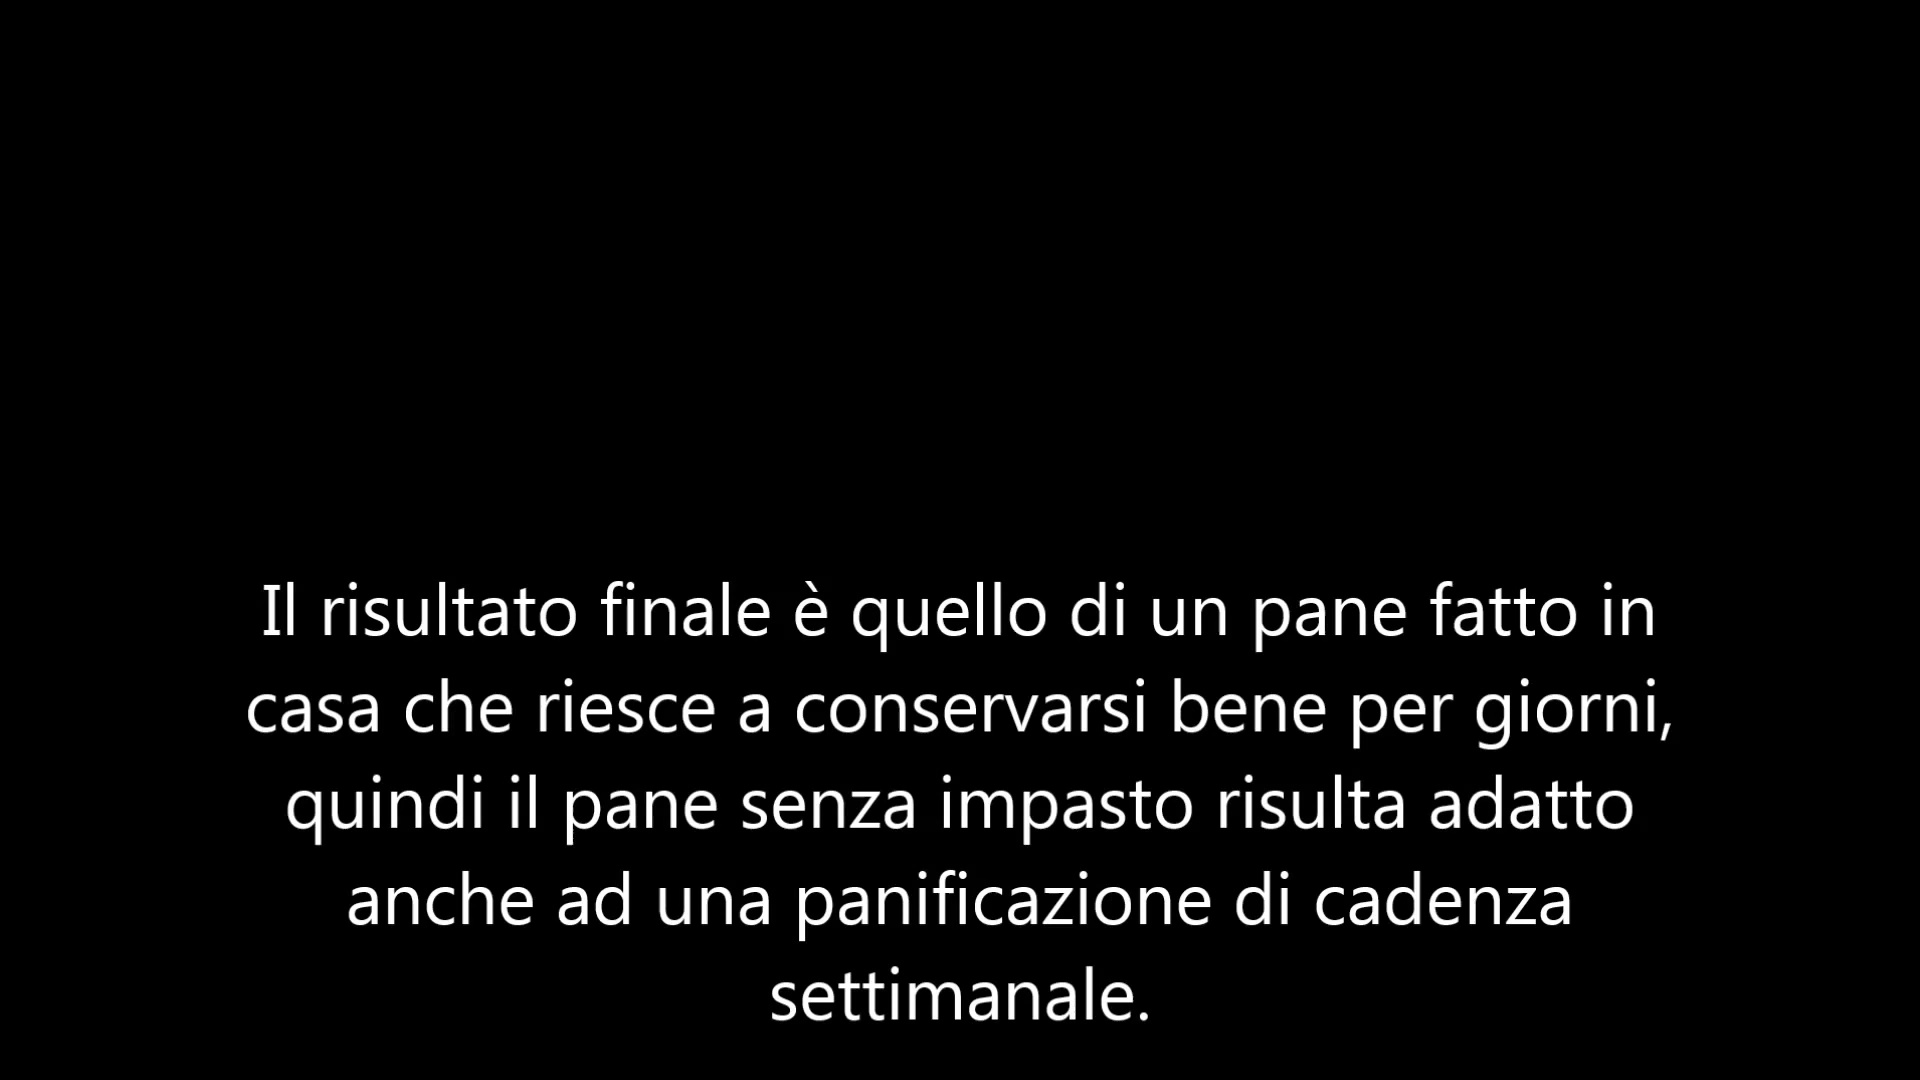 Il risultato finale è quello di un pane fatto in
casa che riesce a conservarsi bene per giorni,
quindi il pane senza impasto risulta adatto
anche ad una panificazione di cadenza
settimanale.